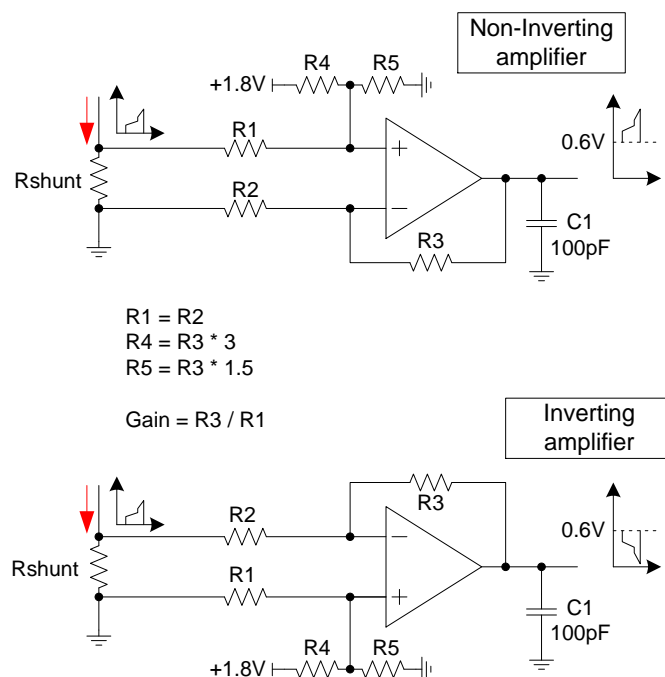 Non-Inverting
amplifier
R4
R5
+1.8V
R1
+
0.6V
Rshunt
R2
−
R3
C1
100pF
R1 = R2
R4 = R3 * 3
R5 = R3 * 1.5
Gain = R3 / R1
Inverting
amplifier
R3
R2
−
0.6V
Rshunt
R1
+
C1
100pF
R4
R5
+1.8V